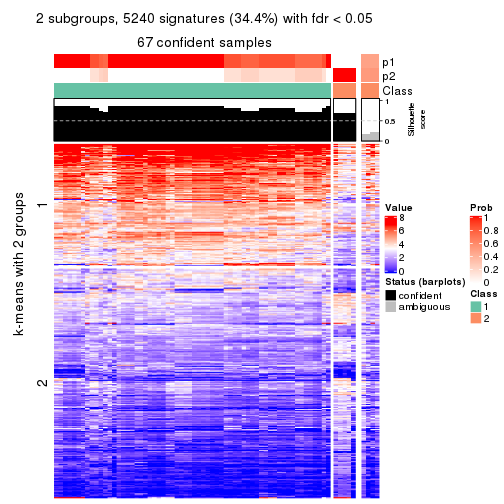 2 subgroups, 5240 signatures (34.4%) with fdr < 0.05
67 confident samples
p1
p2
Class
1
0.5
0
Silhouette
score
k-means with 2 groups
1
2
Value
8
6
4
2
0
Status (barplots)
confident
ambiguous
Prob
1
0.8
0.6
0.4
0.2
0
Class
1
2